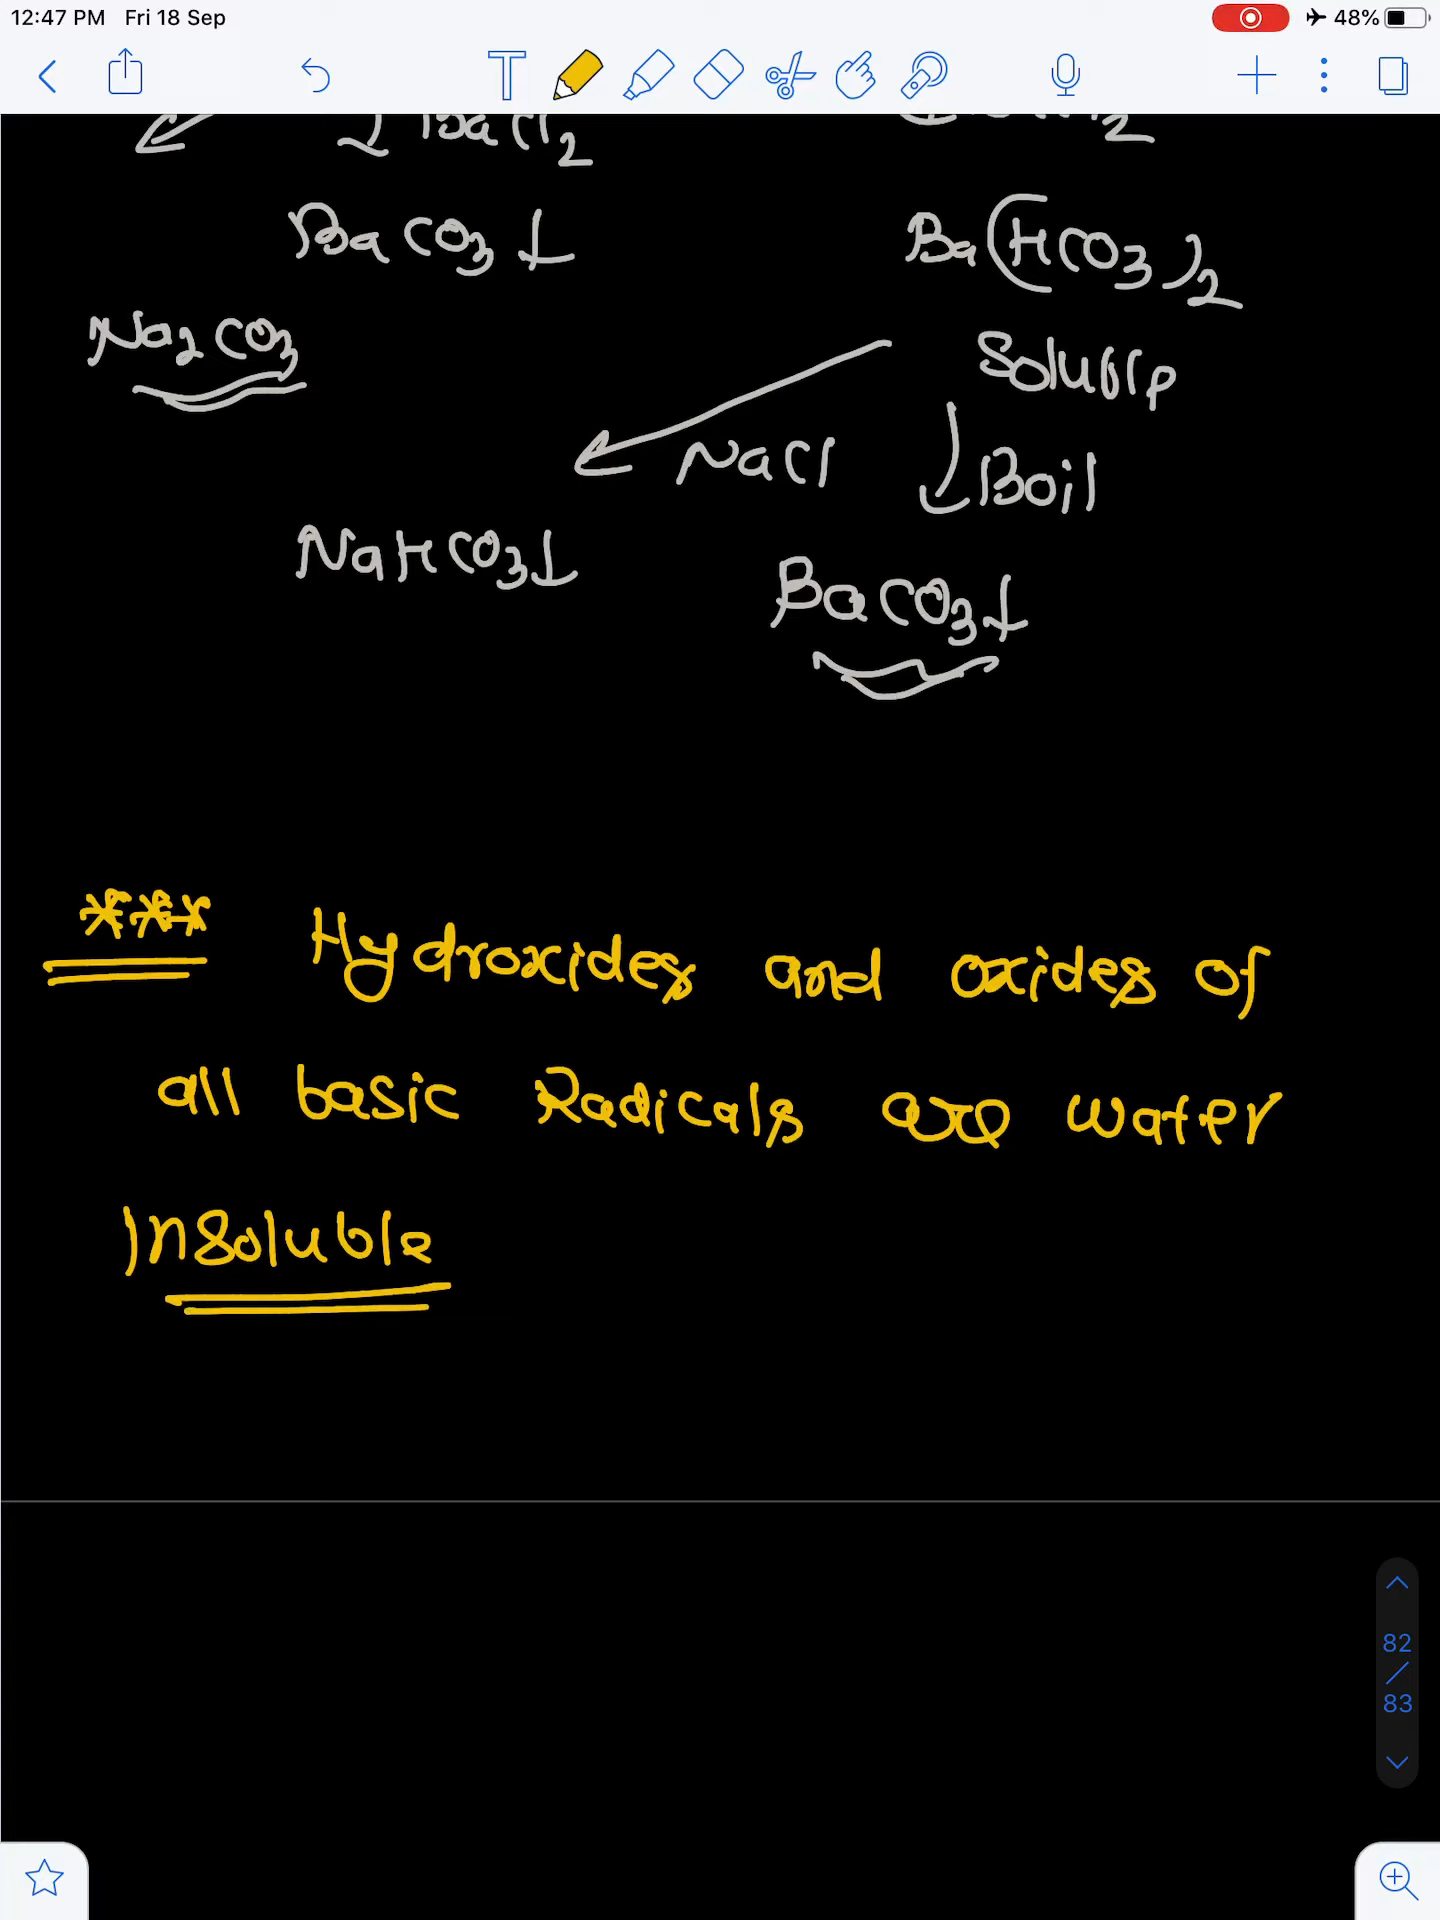 12:47 PM Fri 18 Sep 48%
T
BaCl2
BaCO3↓ Ba(HCO3)2
Na2CO3 Soluble
NaCl Boil
NaHCO3↓ BaCO3↓
*** Hydroxides and oxides of
all basic Radicals are water
Insoluble
82
/
83